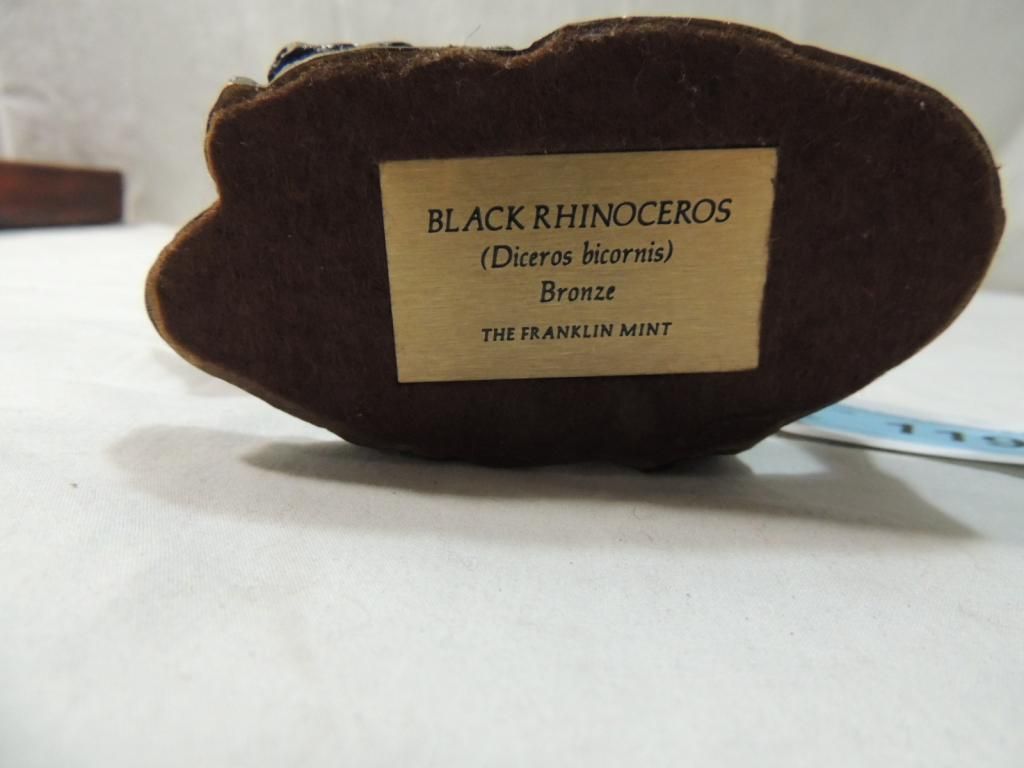 BLACK RHINOCEROS
(Diceros bicornis)
Bronze
THE FRANKLIN MINT